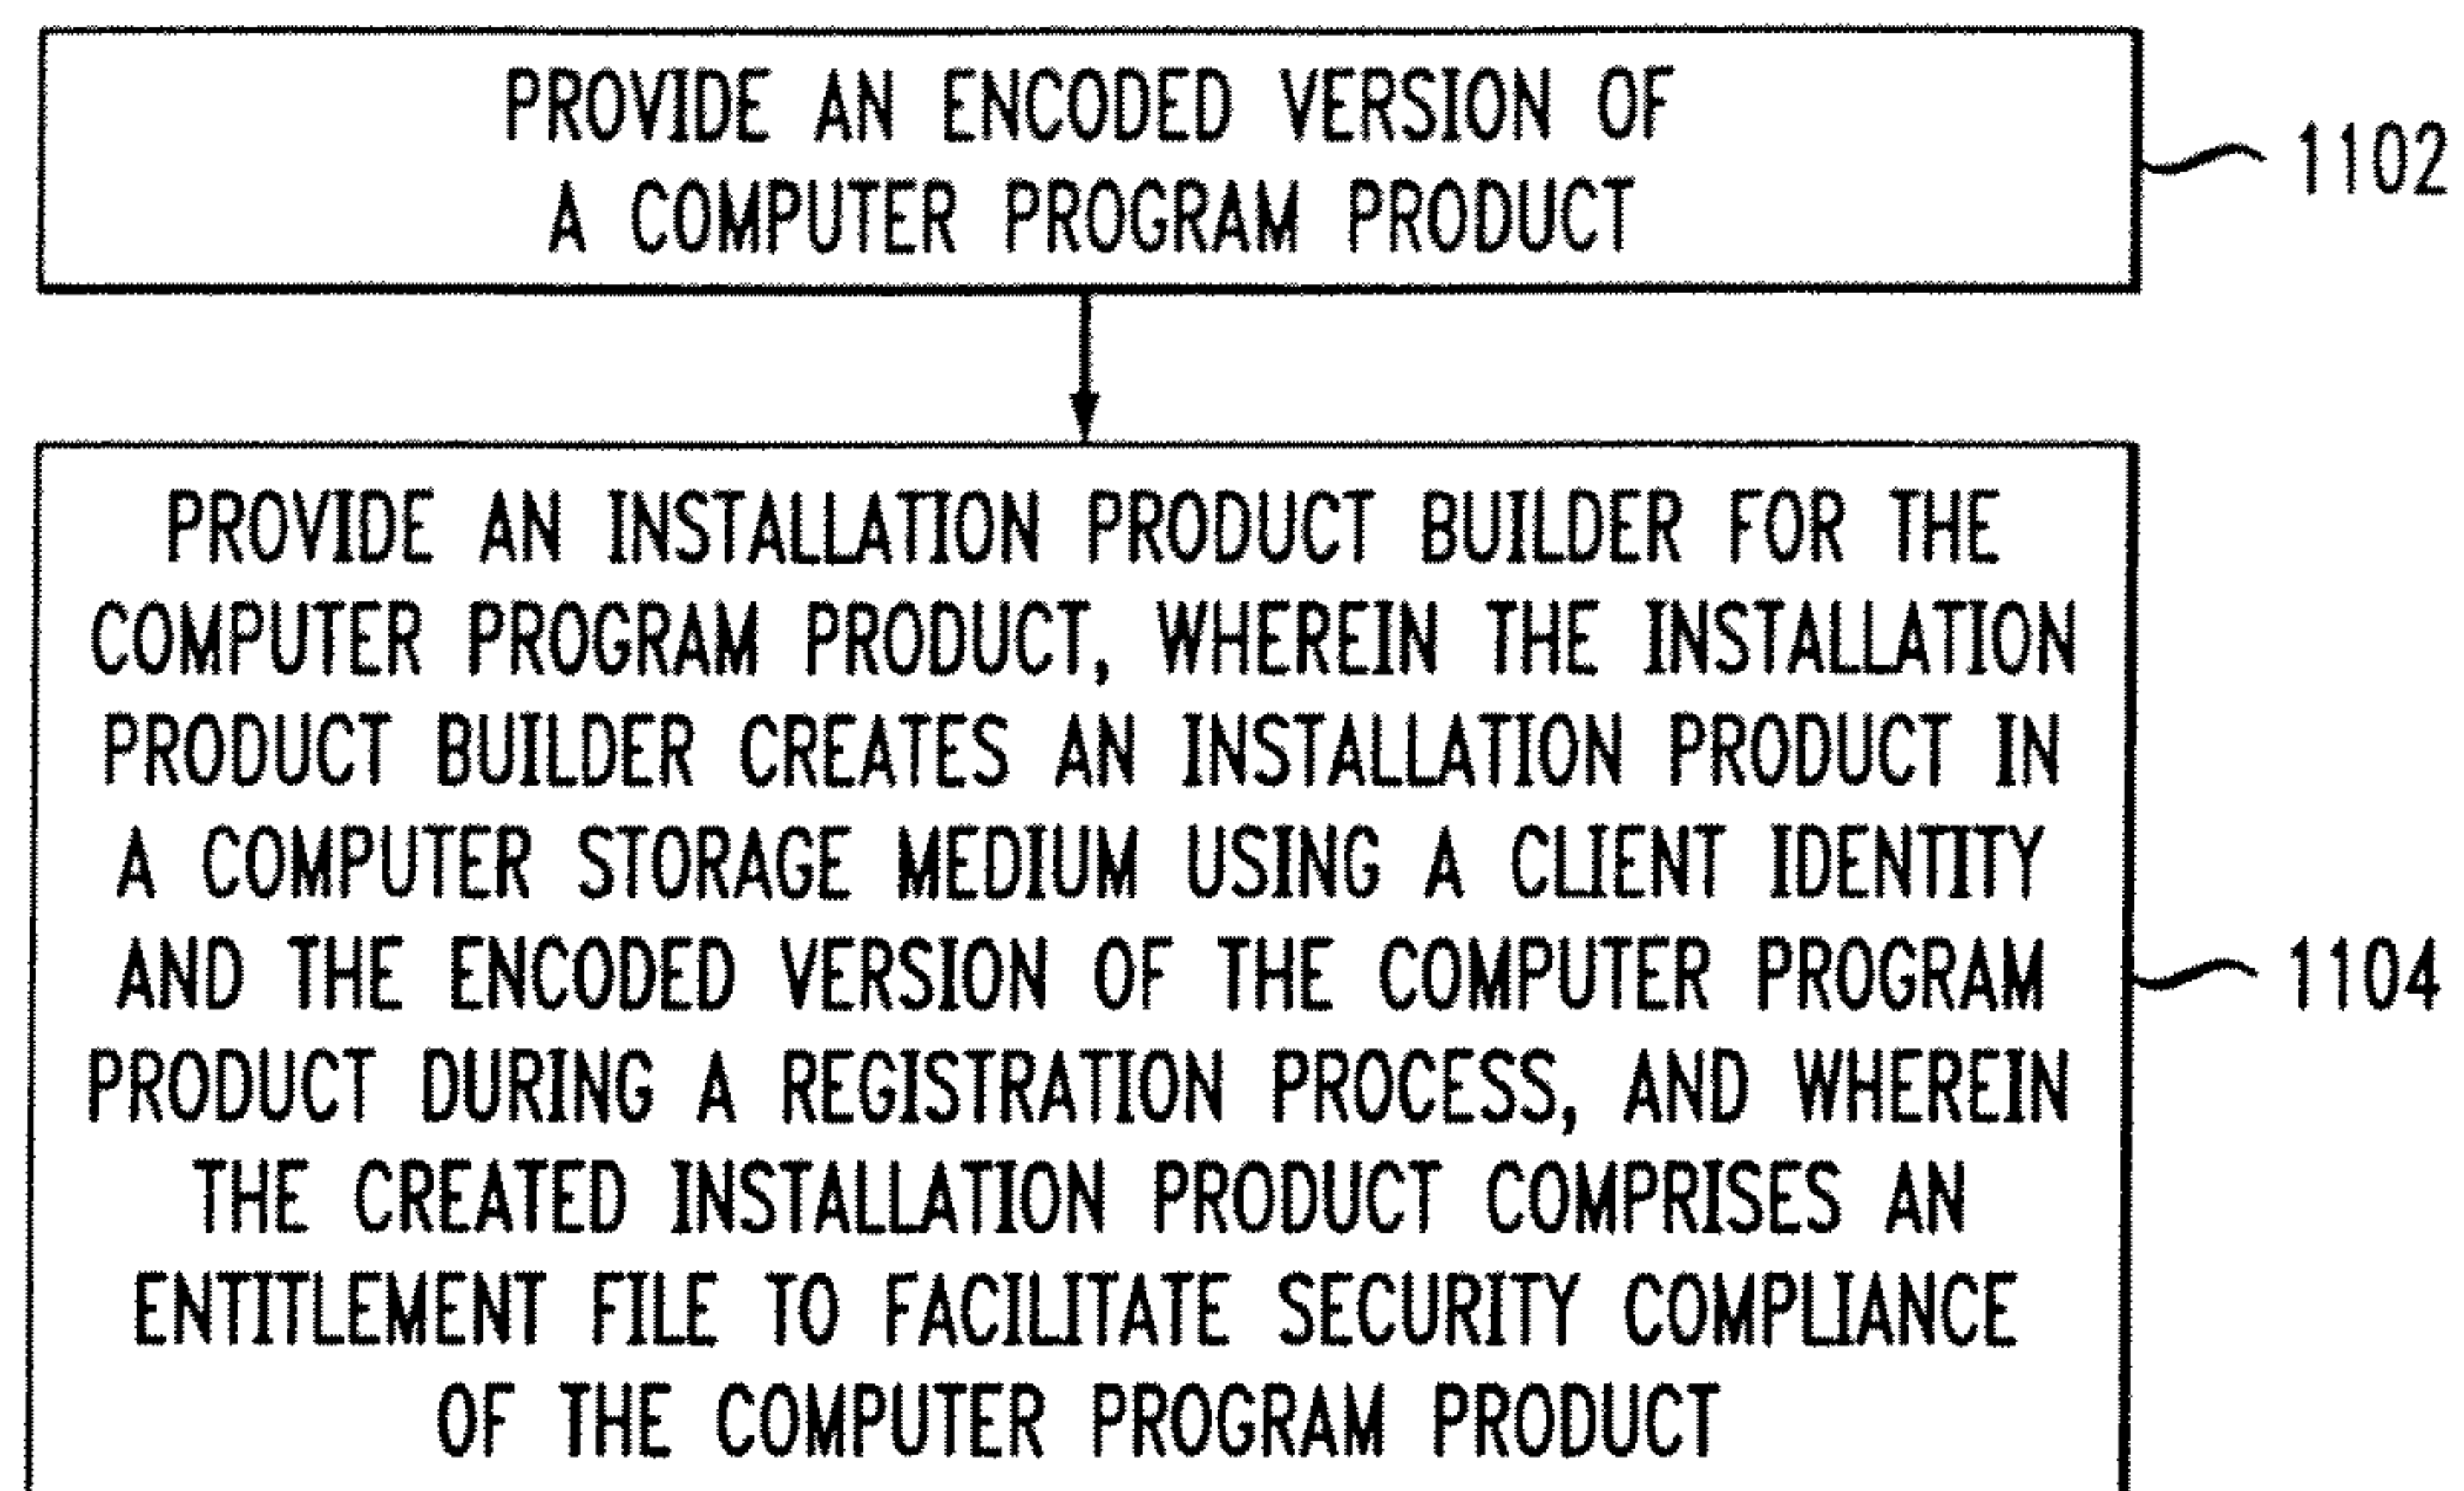 PROVIDE AN ENCODED VERSION OF
A COMPUTER PROGRAM PRODUCT
1102
PROVIDE AN INSTALLATION PRODUCT BUILDER FOR THE
COMPUTER PROGRAM PRODUCT, WHEREIN THE INSTALLATION
PRODUCT BUILDER CREATES AN INSTALLATION PRODUCT IN
A COMPUTER STORAGE MEDIUM USING A CLIENT IDENTITY
AND THE ENCODED VERSION OF THE COMPUTER PROGRAM
PRODUCT DURING A REGISTRATION PROCESS, AND WHEREIN
THE CREATED INSTALLATION PRODUCT COMPRISES AN
ENTITLEMENT FILE TO FACILITATE SECURITY COMPLIANCE
OF THE COMPUTER PROGRAM PRODUCT
1104